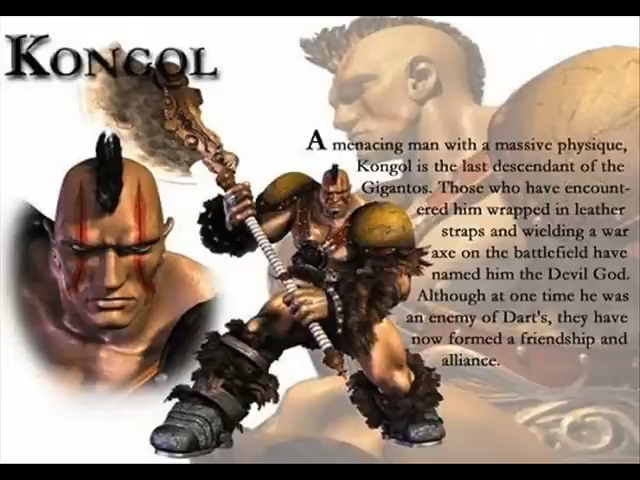 KONGOL
A menacing man with a massive physique,
Kongol is the last descendant of the
Gigantos. Those who have encount-
ered him wrapped in leather
straps and wielding a war
axe on the battlefield have
named him the Devil God.
Although at one time he was
an enemy of Dart's, they have
now formed a friendship and
alliance.